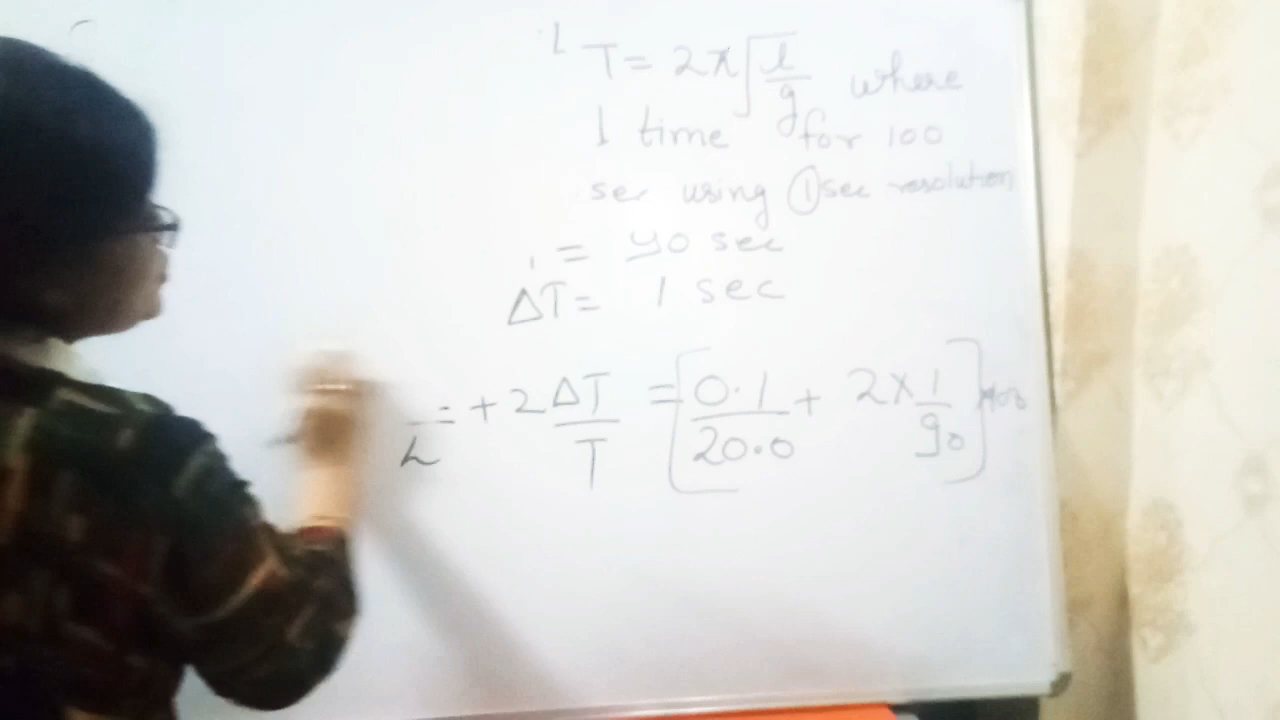 L T = 2π√l/g where
1 time for 100
sec using 1 sec resolution
= 90 sec
ΔT = 1 sec
/L + 2 ΔT/T = [0.1/20.0 + 2 × 1/90]